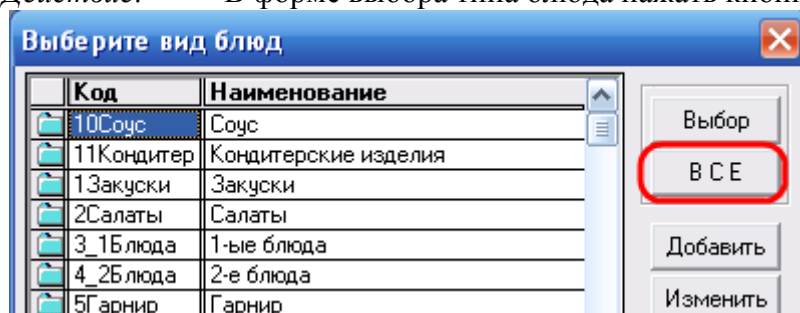 Действие: В форме выбора типа блюда нажать кноп
Выберите вид блюд
Код Наименование
10Соус Соус
Выбор
11Кондитер Кондитерские изделия
В С Е
1Закуски Закуски
2Салаты Салаты
3_1Блюда 1-ые блюда
Добавить
4_2Блюда 2-е блюда
5Гарнир Гарнир
Изменить